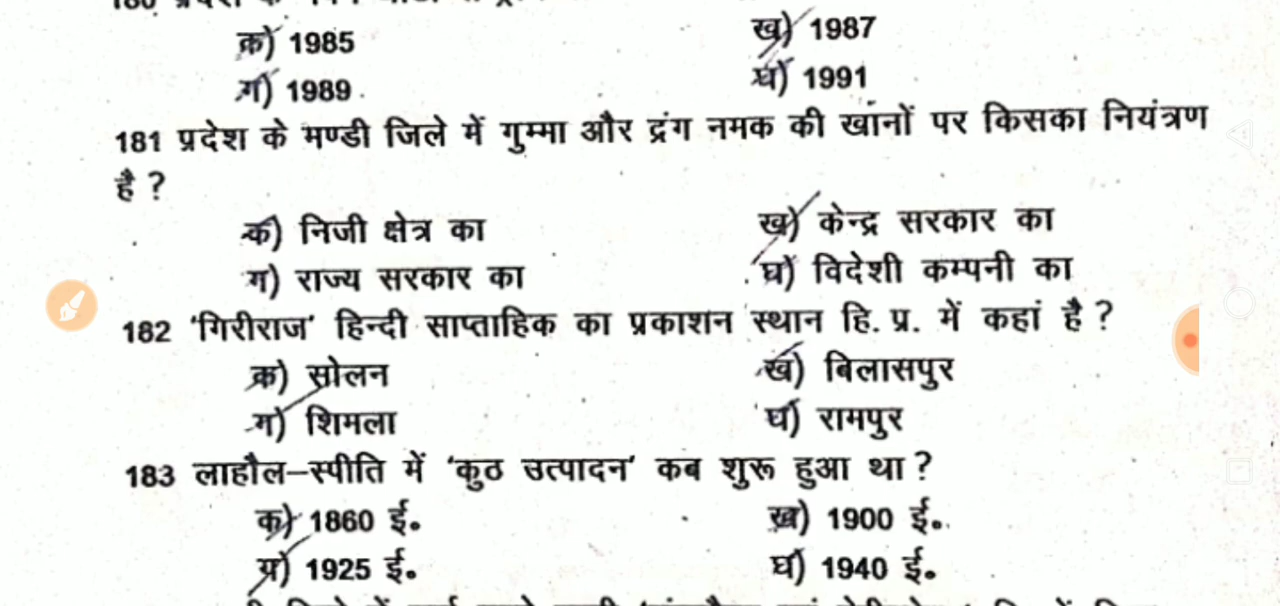 क) 1985 ख) 1987
ग) 1989 घ) 1991
181 प्रदेश के मण्डी जिले में गुम्मा और द्रंग नमक की खानों पर किसका नियंत्रण
है ?
क) निजी क्षेत्र का ख) केन्द्र सरकार का
ग) राज्य सरकार का घ) विदेशी कम्पनी का
182 ‘गिरीराज’ हिन्दी साप्ताहिक का प्रकाशन स्थान हि. प्र. में कहां है ?
क) सोलन ख) बिलासपुर
ग) शिमला घ) रामपुर
183 लाहौल–स्पीति में ‘कुठ उत्पादन’ कब शुरू हुआ था ?
क) 1860 ई. ख) 1900 ई.
ग) 1925 ई. घ) 1940 ई.